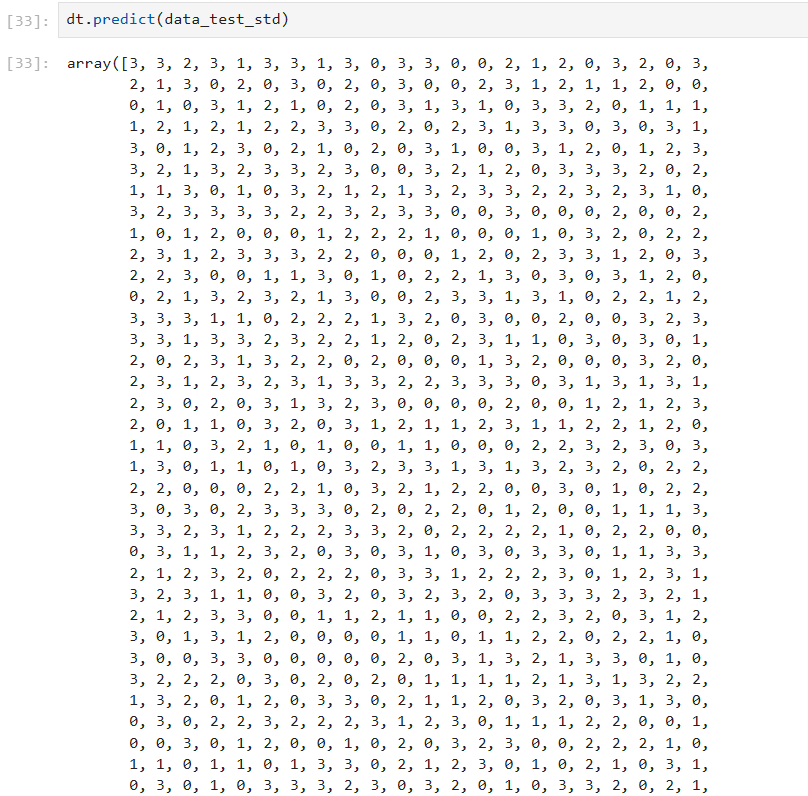 [33]: dt.predict(data_test_std)
[33]: array([3, 3, 2, 3, 1, 3, 3, 1, 3, 0, 3, 3, 0, 0, 2, 1, 2, 0, 3, 2, 0, 3,
2, 1, 3, 0, 2, 0, 3, 0, 2, 0, 3, 0, 0, 2, 3, 1, 2, 1, 1, 2, 0, 0,
0, 1, 0, 3, 1, 2, 1, 0, 2, 0, 3, 1, 3, 1, 0, 3, 3, 2, 0, 1, 1, 1,
1, 2, 1, 2, 1, 2, 2, 3, 3, 0, 2, 0, 2, 3, 1, 3, 3, 0, 3, 0, 3, 1,
3, 0, 1, 2, 3, 0, 2, 1, 0, 2, 0, 3, 1, 0, 0, 3, 1, 2, 0, 1, 2, 3,
3, 2, 1, 3, 2, 3, 3, 2, 3, 0, 0, 3, 2, 1, 2, 0, 3, 3, 3, 2, 0, 2,
1, 1, 3, 0, 1, 0, 3, 2, 1, 2, 1, 3, 2, 3, 3, 2, 2, 3, 2, 3, 1, 0,
3, 2, 3, 3, 3, 3, 2, 2, 3, 2, 3, 3, 0, 0, 3, 0, 0, 0, 2, 0, 0, 2,
1, 0, 1, 2, 0, 0, 0, 1, 2, 2, 2, 1, 0, 0, 0, 1, 0, 3, 2, 0, 2, 2,
2, 3, 1, 2, 3, 3, 3, 2, 2, 0, 0, 0, 1, 2, 0, 2, 3, 3, 1, 2, 0, 3,
2, 2, 3, 0, 0, 1, 1, 3, 0, 1, 0, 2, 2, 1, 3, 0, 3, 0, 3, 1, 2, 0,
0, 2, 1, 3, 2, 3, 2, 1, 3, 0, 0, 2, 3, 3, 1, 3, 1, 0, 2, 2, 1, 2,
3, 3, 3, 1, 1, 0, 2, 2, 2, 1, 3, 2, 0, 3, 0, 0, 2, 0, 0, 3, 2, 3,
3, 3, 1, 3, 3, 2, 3, 2, 2, 1, 2, 0, 2, 3, 1, 1, 0, 3, 0, 3, 0, 1,
2, 0, 2, 3, 1, 3, 2, 2, 0, 2, 0, 0, 0, 1, 3, 2, 0, 0, 0, 3, 2, 0,
2, 3, 1, 2, 3, 2, 3, 1, 3, 3, 2, 2, 3, 3, 3, 0, 3, 1, 3, 1, 3, 1,
2, 3, 0, 2, 0, 3, 1, 3, 2, 3, 0, 0, 0, 0, 2, 0, 0, 1, 2, 1, 2, 3,
2, 0, 1, 1, 0, 3, 2, 0, 3, 1, 2, 1, 1, 2, 3, 1, 1, 2, 2, 1, 2, 0,
1, 1, 0, 3, 2, 1, 0, 1, 0, 0, 1, 1, 0, 0, 0, 2, 2, 3, 2, 3, 0, 3,
1, 3, 0, 1, 1, 0, 1, 0, 3, 2, 3, 3, 1, 3, 1, 3, 2, 3, 2, 0, 2, 2,
2, 2, 0, 0, 0, 2, 2, 1, 0, 3, 2, 1, 2, 2, 0, 0, 3, 0, 1, 0, 2, 2,
3, 0, 3, 0, 2, 3, 3, 3, 0, 2, 0, 2, 2, 0, 1, 2, 0, 0, 1, 1, 1, 3,
3, 3, 2, 3, 1, 2, 2, 2, 3, 3, 2, 0, 2, 2, 2, 2, 1, 0, 2, 2, 0, 0,
0, 3, 1, 1, 2, 3, 2, 0, 3, 0, 3, 1, 0, 3, 0, 3, 3, 0, 1, 1, 3, 3,
2, 1, 2, 3, 2, 0, 2, 2, 2, 0, 3, 3, 1, 2, 2, 2, 3, 0, 1, 2, 3, 1,
3, 2, 3, 1, 1, 0, 0, 3, 2, 0, 3, 2, 3, 2, 0, 3, 3, 3, 2, 3, 2, 1,
2, 1, 2, 3, 3, 0, 0, 1, 1, 2, 1, 1, 0, 0, 2, 2, 3, 2, 0, 3, 1, 2,
3, 0, 1, 3, 1, 2, 0, 0, 0, 0, 1, 1, 0, 1, 1, 2, 2, 0, 2, 2, 1, 0,
3, 0, 0, 3, 3, 0, 0, 0, 0, 0, 2, 0, 3, 1, 3, 2, 1, 3, 3, 0, 1, 0,
3, 2, 2, 2, 0, 3, 0, 2, 0, 2, 0, 1, 1, 1, 1, 2, 1, 3, 1, 3, 2, 2,
1, 3, 2, 0, 1, 2, 0, 3, 3, 0, 2, 1, 1, 2, 0, 3, 2, 0, 3, 1, 3, 0,
0, 3, 0, 2, 2, 3, 2, 2, 2, 3, 1, 2, 3, 0, 1, 1, 1, 2, 2, 0, 0, 1,
0, 0, 3, 0, 1, 2, 0, 0, 1, 0, 2, 0, 3, 2, 3, 0, 0, 2, 2, 2, 1, 0,
1, 1, 0, 1, 1, 0, 1, 3, 3, 0, 2, 1, 2, 3, 0, 1, 0, 2, 1, 0, 3, 1,
0, 3, 0, 1, 0, 3, 3, 3, 2, 3, 0, 3, 2, 0, 1, 0, 3, 3, 2, 0, 2, 1,